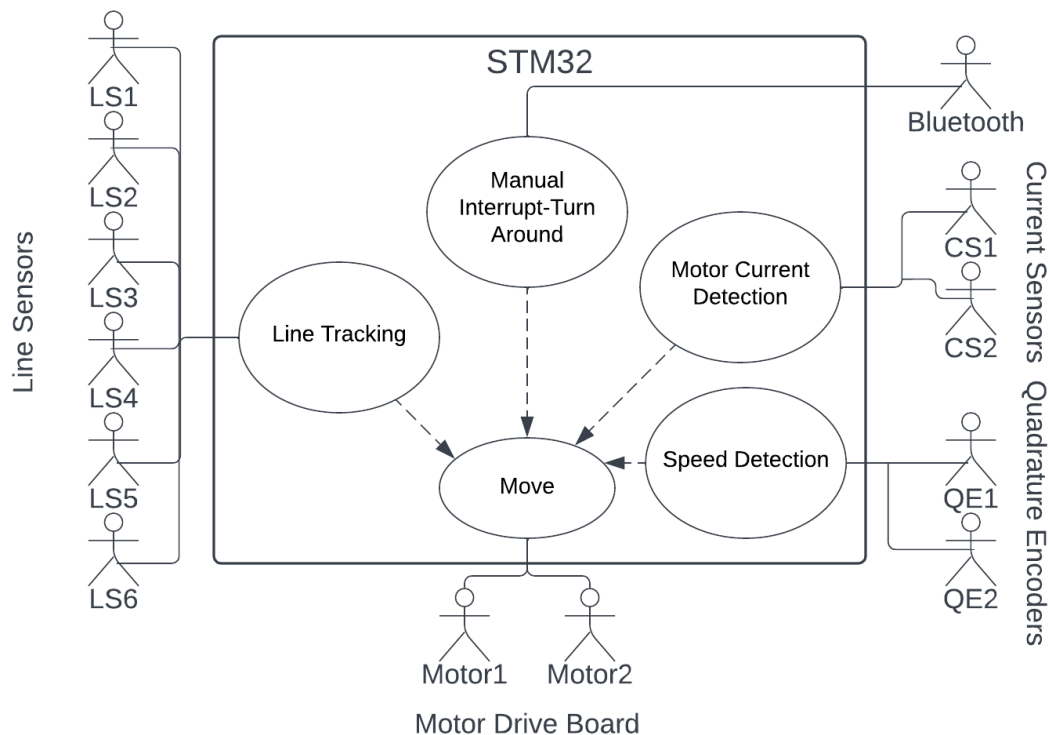 STM32
LS1
LS2
LS3
LS4
LS5
LS6
Line Sensors
Line Tracking
Manual
Interrupt-Turn
Around
Motor Current
Detection
Speed Detection
Move
Bluetooth
CS1
CS2
Current Sensors
QE1
QE2
Quadrature Encoders
Motor1
Motor2
Motor Drive Board